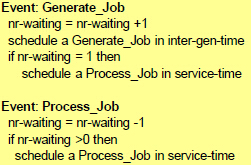 Event: Generate_Job
nr-waiting = nr-waiting +1
schedule a Generate_Job in inter-gen-time
if nr-waiting = 1 then
schedule a Process_Job in service-time
Event: Process_Job
nr-waiting = nr-waiting -1
if nr-waiting >0 then
schedule a Process_Job in service-time